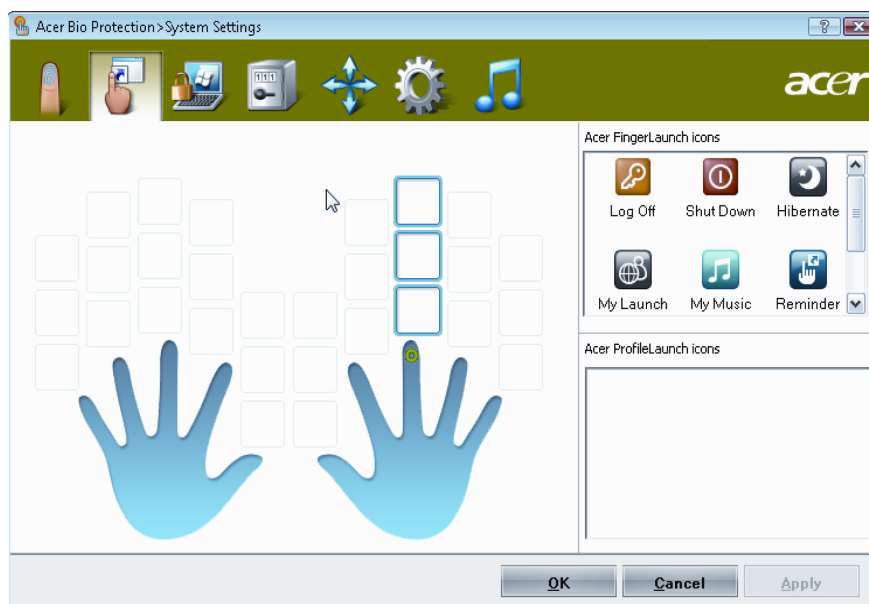 Acer Bio Protection>System Settings
acer
Acer FingerLaunch icons
Log Off Shut Down Hibernate
My Launch My Music Reminder
Acer ProfileLaunch icons
OK Cancel Apply